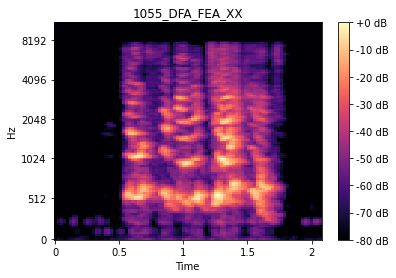 1055_DFA_FEA_XX
Hz
8192
4096
2048
1024
512
0
0
0.5
1
1.5
2
Time
+0 dB
-10 dB
-20 dB
-30 dB
-40 dB
-50 dB
-60 dB
-70 dB
-80 dB